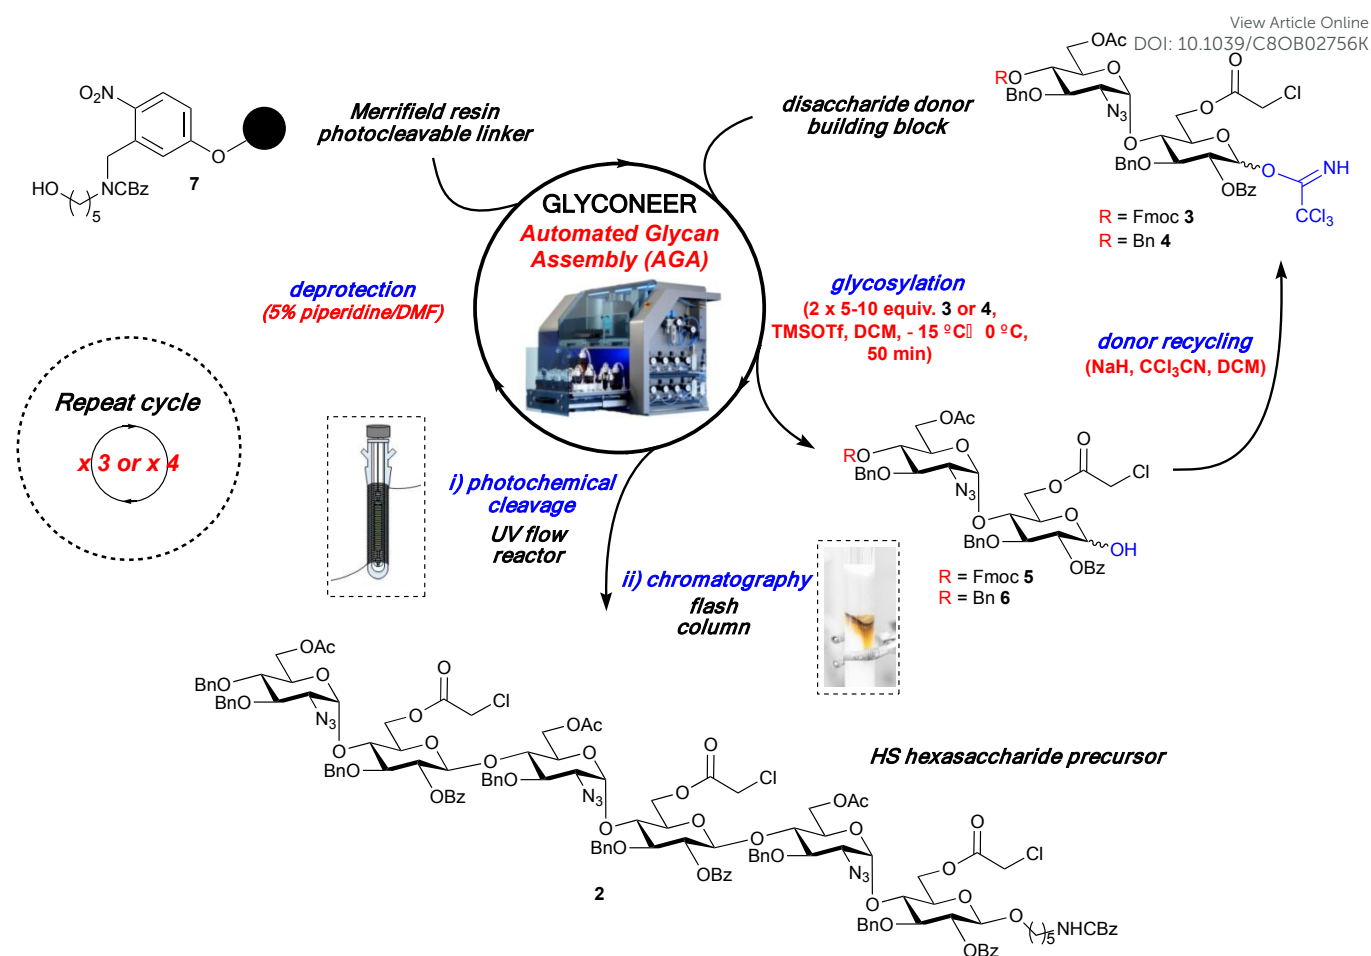 View Article Online
DOI: 10.1039/C8OB02756K
O2N
O
7
HO
( )5
NCBz
Merrifield resin
photocleavable linker
disaccharide donor
building block
OAc
O
RO
BnO
N3
O
O
O
Cl
O
BnO
OBz
O
NH
CCl3
R = Fmoc 3
R = Bn 4
GLYCONEER
Automated Glycan
Assembly (AGA)
deprotection
(5% piperidine/DMF)
glycosylation
(2 x 5-10 equiv. 3 or 4,
TMSOTf, DCM, - 15 ºC▯ 0 ºC,
50 min)
donor recycling
(NaH, CCl3CN, DCM)
Repeat cycle
x 3 or x 4
i) photochemical
cleavage
UV flow
reactor
ii) chromatography
flash
column
OAc
O
RO
BnO
N3
O
O
O
Cl
O
BnO
OBz
OH
R = Fmoc 5
R = Bn 6
HS hexasaccharide precursor
OAc
O
BnO
BnO
N3
O
O
O
Cl
O
BnO
OBz
O
OAc
O
BnO
N3
O
O
O
Cl
O
BnO
OBz
O
OAc
O
BnO
N3
O
O
O
Cl
O
BnO
OBz
O
( )5
NHCBz
2